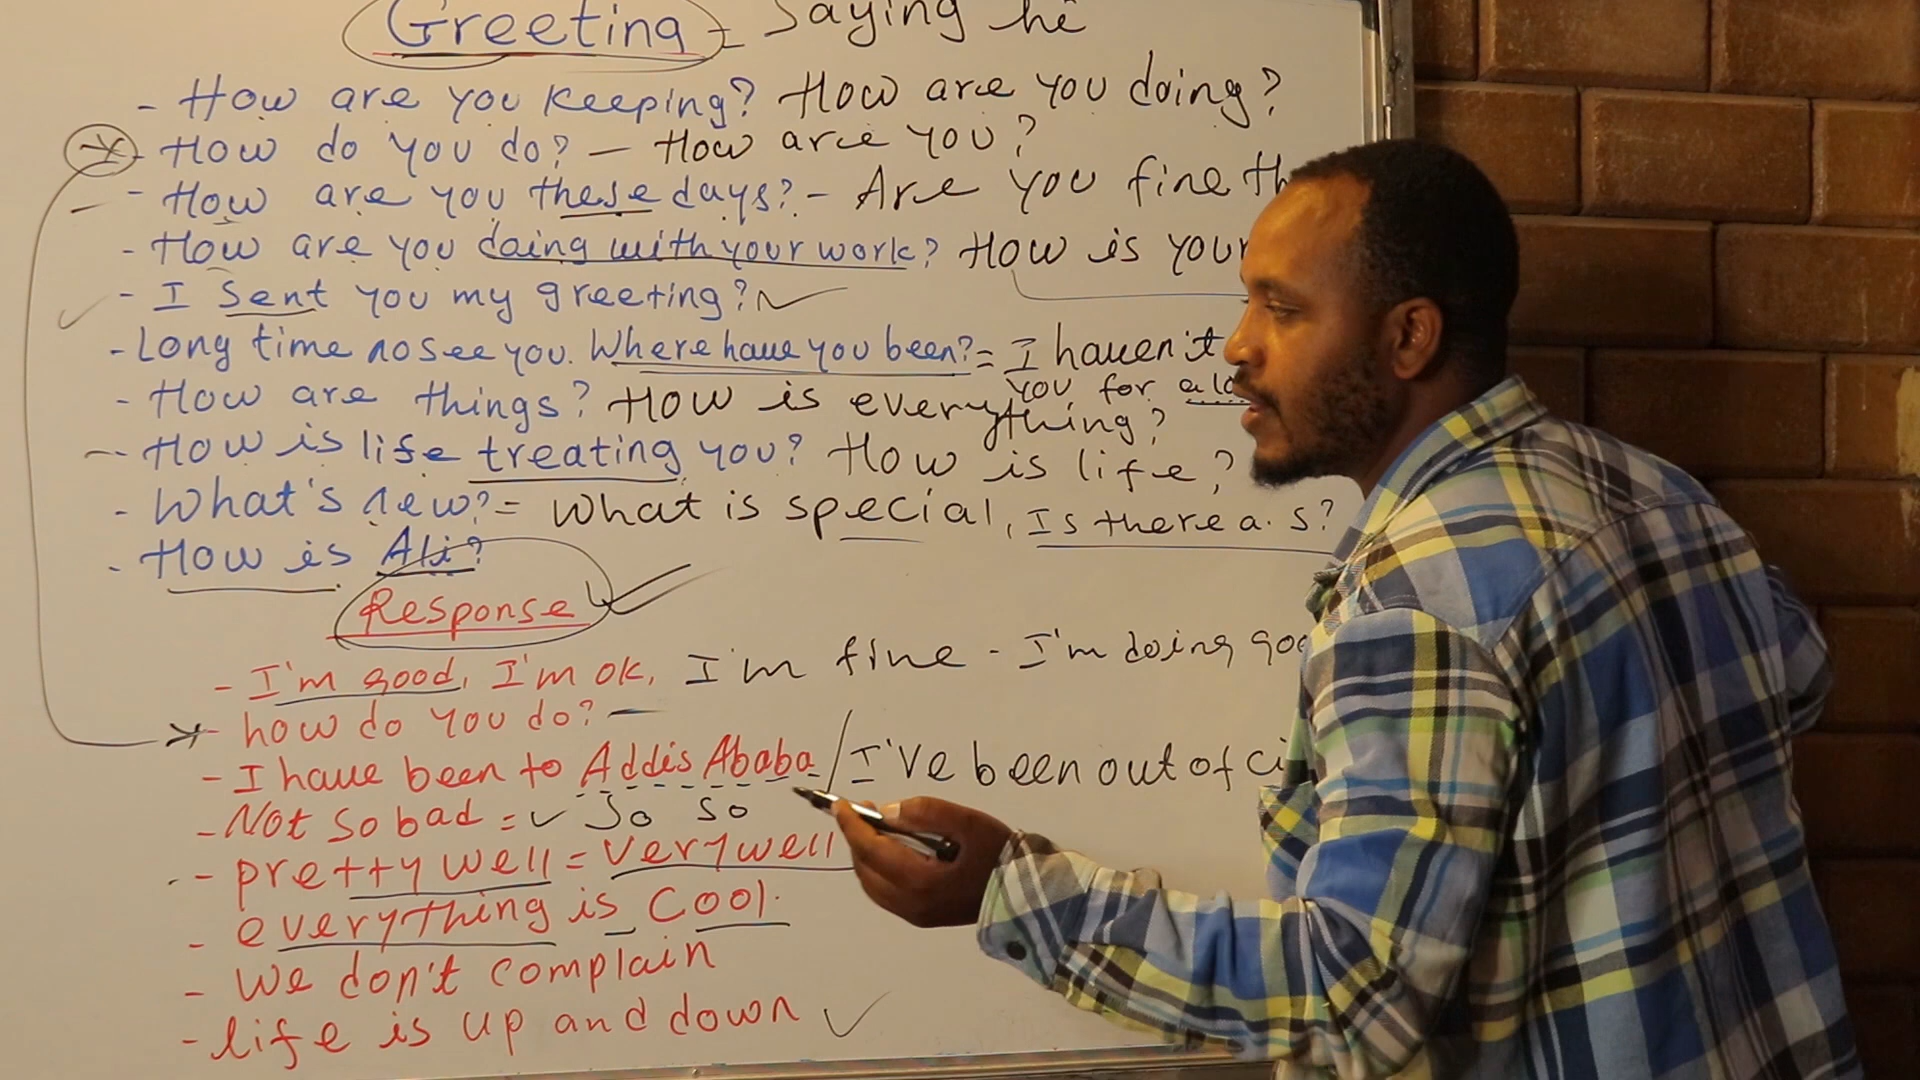 Greeting = Saying hi
- How are you keeping? How are you doing?
- How do you do? - How are you?
- How are you these days? - Are you fine th
- How are you doing with your work? How is your
- I sent you my greeting?
- Long time no see you. Where have you been? = I haven't
you for a lo
- How are things? How is everything?
- How is life treating you? How is life?
- What's new? = What is special, Is there a. s?
- How is Ali?
Response
- I'm good, I'm ok, I'm fine - I'm doing goo
- how do you do? -
- I have been to Addis Ababa / I've been out of ci
- Not so bad = So so
- pretty well = very well
- everything is cool.
- we don't complain
- life is up and down